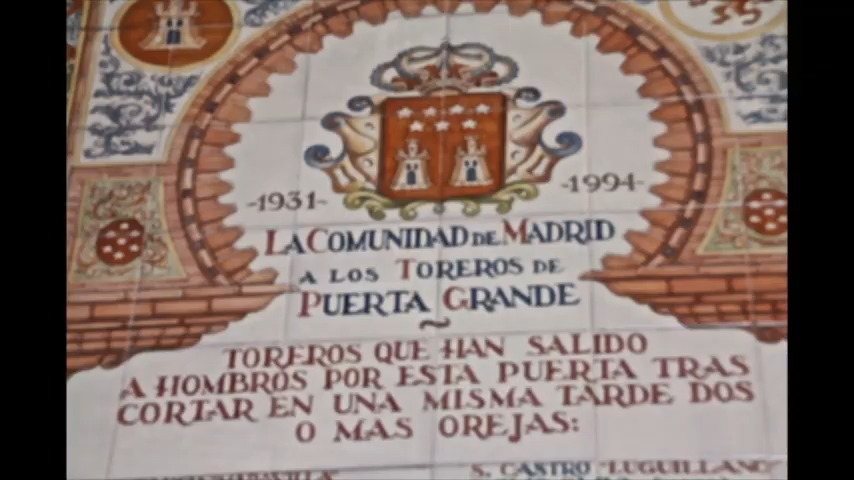 -1931-
-1994-
LA COMUNIDAD DE MADRID
A LOS TOREROS DE
PUERTA GRANDE
~
TOREROS QUE HAN SALIDO
A HOMBROS POR ESTA PUERTA TRAS
CORTAR EN UNA MISMA TARDE DOS
O MAS OREJAS:
S. CASTRO "LUGUILLANO"